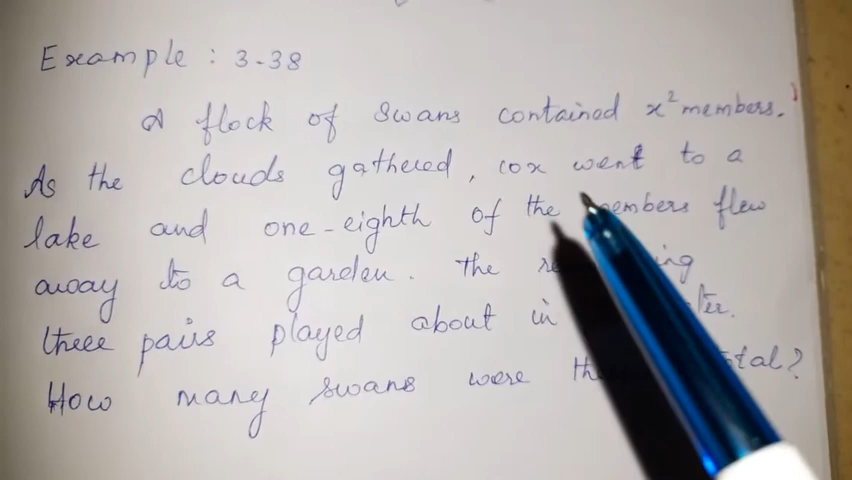 Example : 3-38
A flock of swans contained x² members.
As the clouds gathered, 10x went to a
lake and one-eighth of the members flew
away to a garden. The
three pairs played about in
How many swans were total?